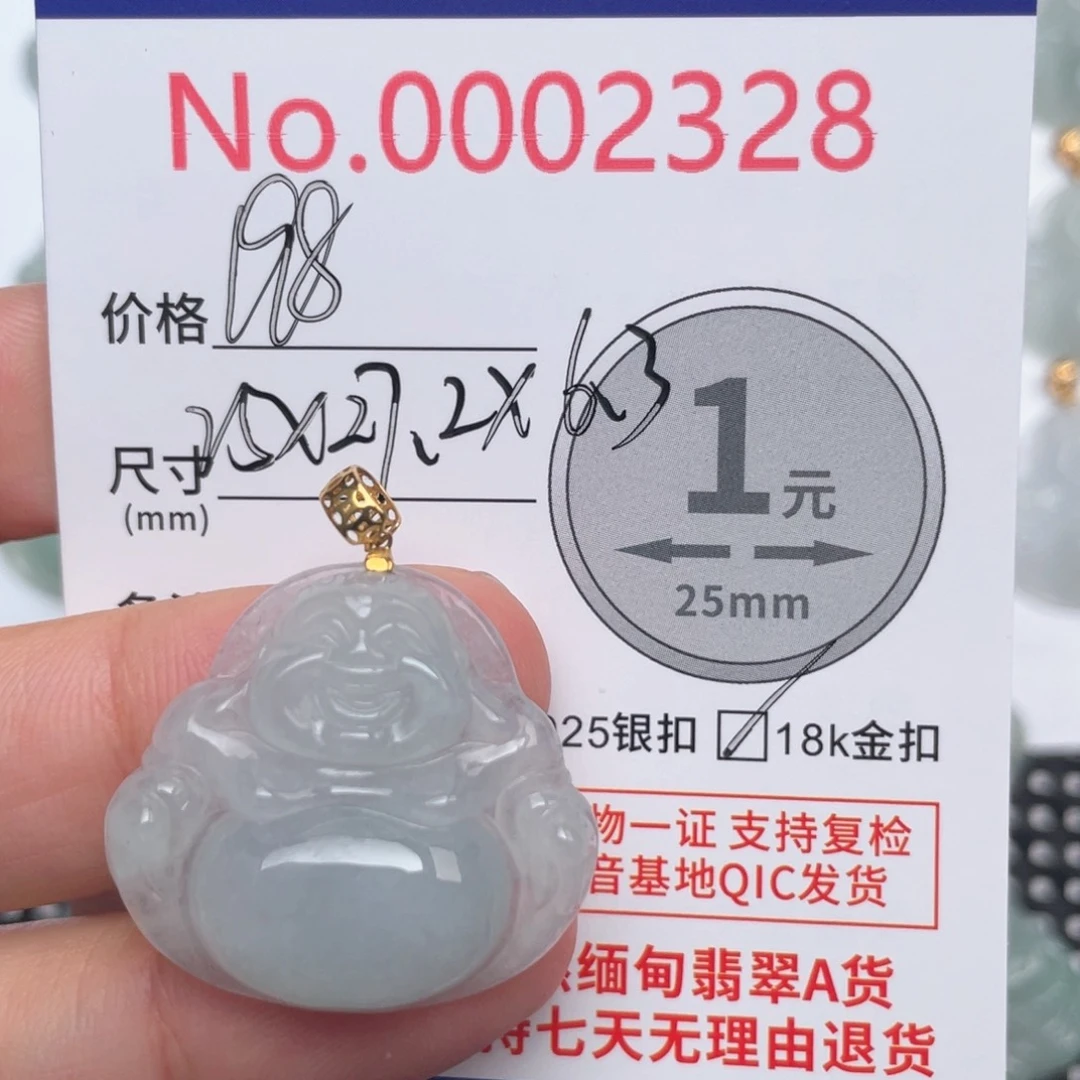 No.0002328
价格 198
尺寸 25X27.2X6.3
(mm)
1元
25mm
925银扣 18k金扣
物一证 支持复检
音基地QIC发货
缅甸翡翠A货
持七天无理由退货